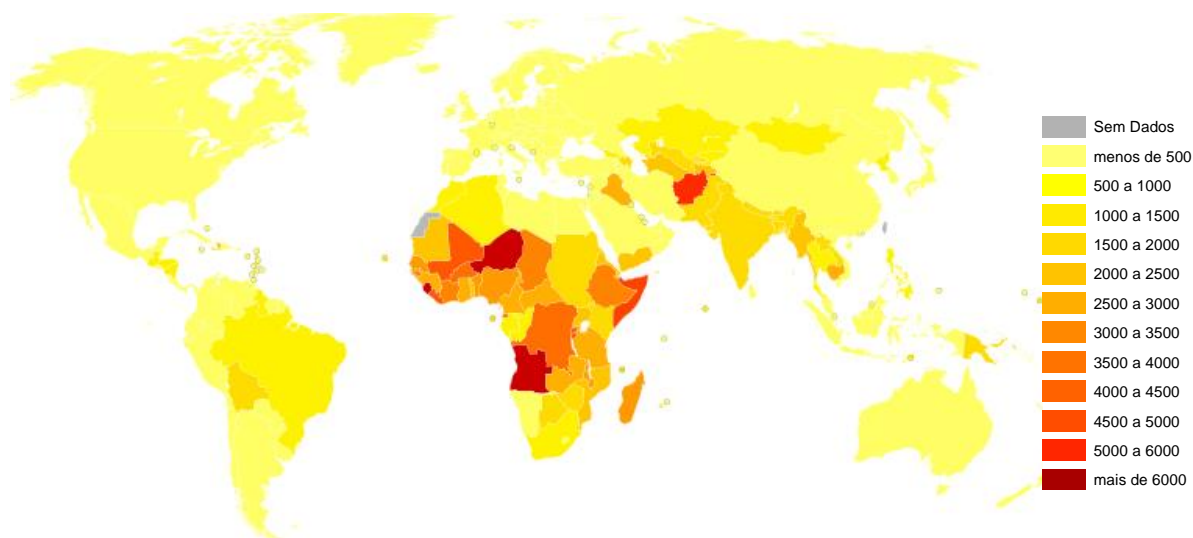 Sem Dados
menos de 500
500 a 1000
1000 a 1500
1500 a 2000
2000 a 2500
2500 a 3000
3000 a 3500
3500 a 4000
4000 a 4500
4500 a 5000
5000 a 6000
mais de 6000